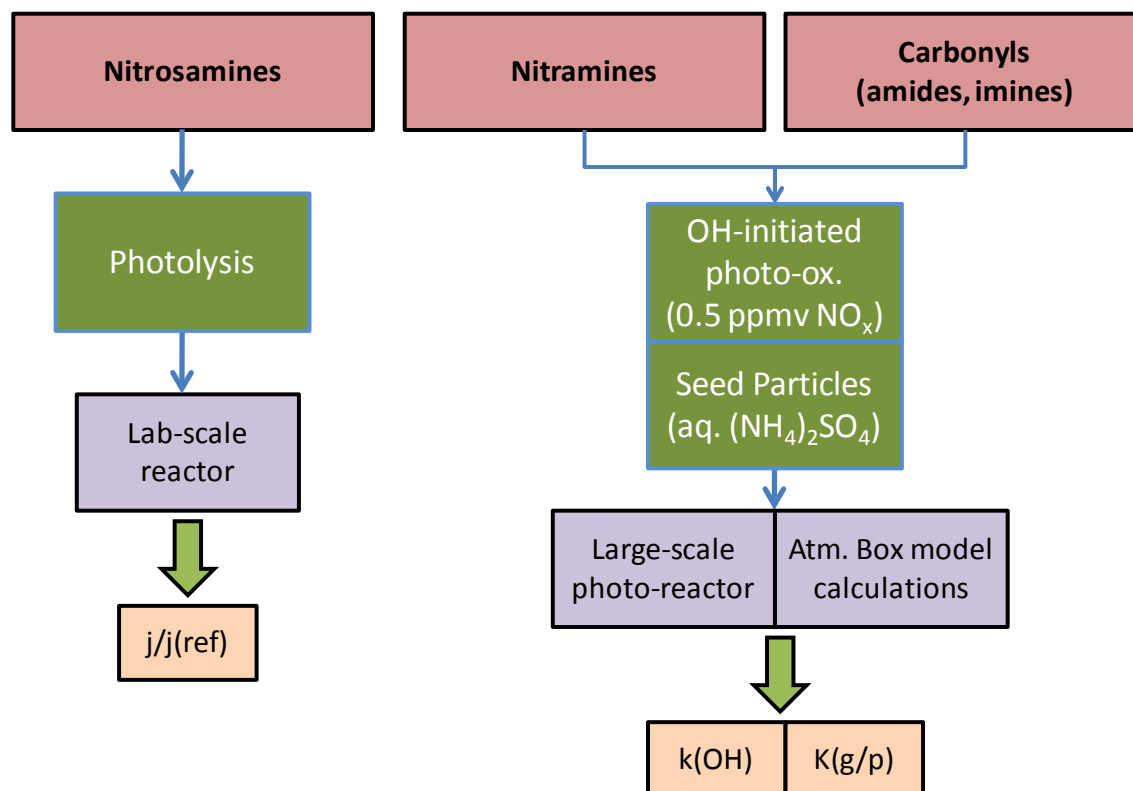 Nitrosamines
Photolysis
Lab-scale
reactor
j/j(ref)
Nitramines
Carbonyls
(amides, imines)
OH-initiated
photo-ox.
(0.5 ppmv NOₓ)
Seed Particles
(aq. (NH₄)₂SO₄)
Large-scale
photo-reactor
Atm. Box model
calculations
k(OH)
K(g/p)